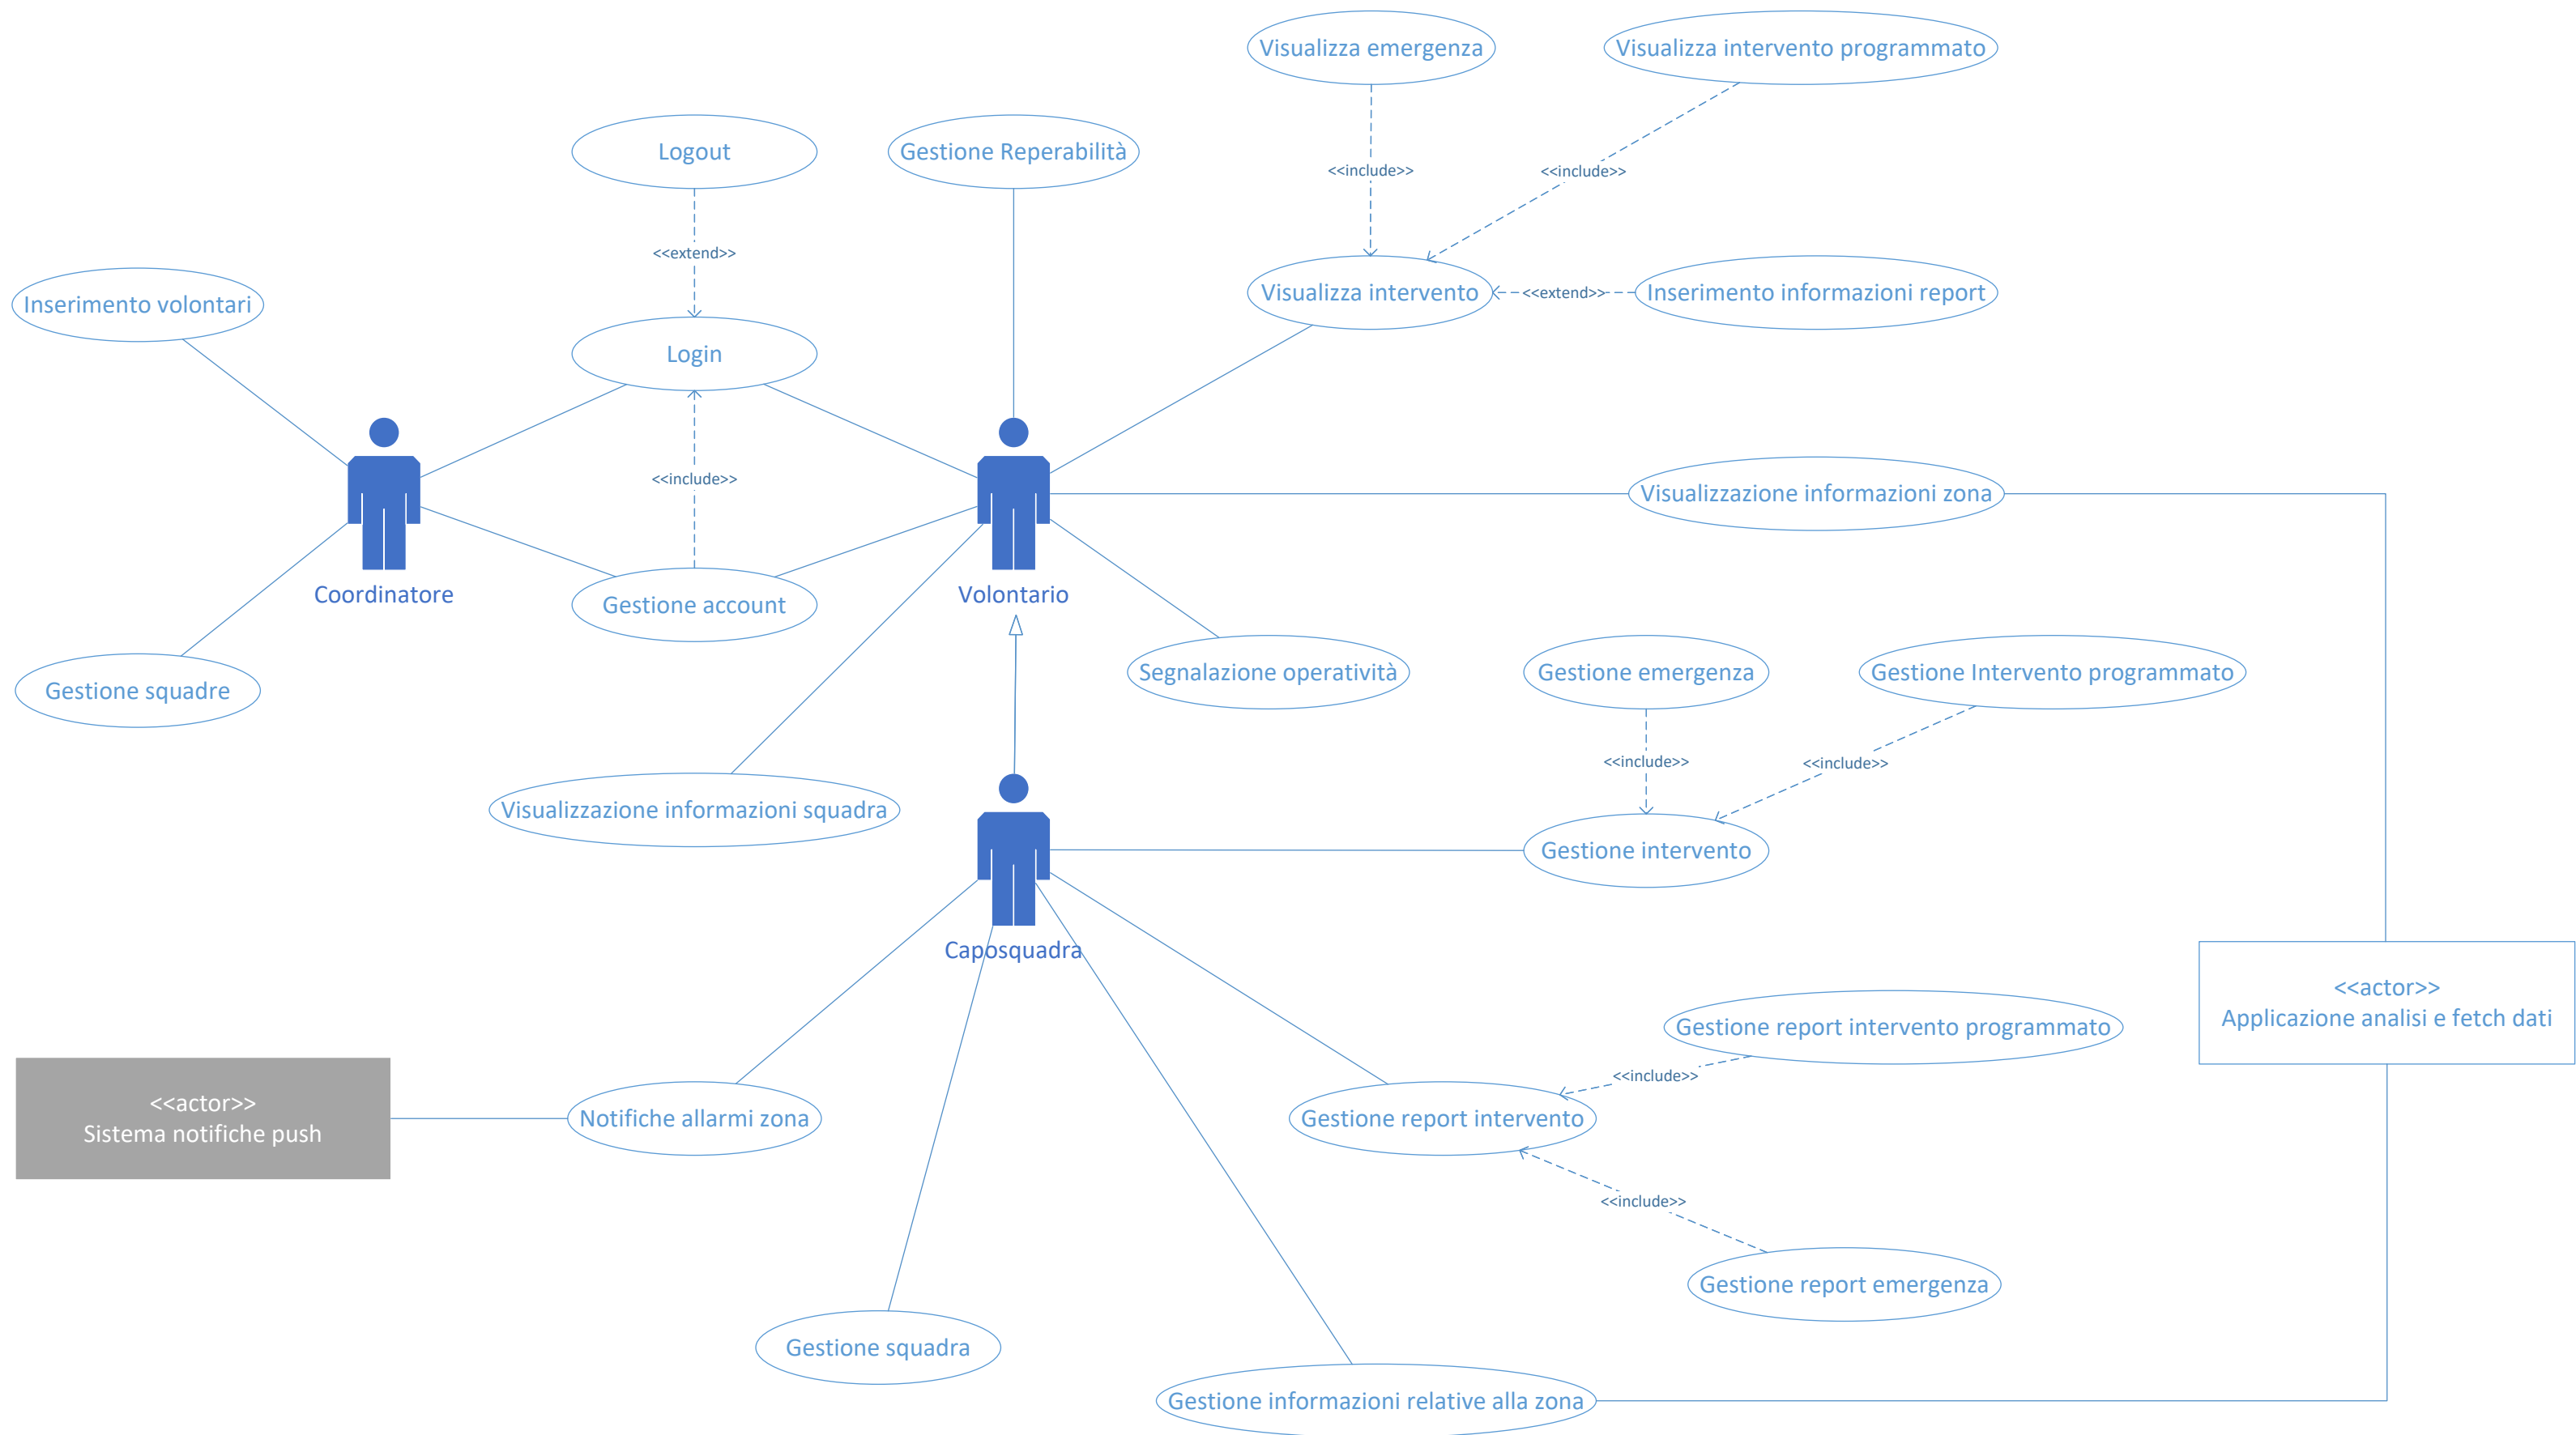 Visualizza emergenza
Visualizza intervento programmato
Logout
Gestione Reperabilità
<<include>>
<<include>>
<<extend>>
Inserimento volontari
Visualizza intervento
<<extend>>
Inserimento informazioni report
Login
<<include>>
Visualizzazione informazioni zona
Coordinatore
Gestione account
Volontario
Gestione squadre
Segnalazione operatività
Gestione emergenza
Gestione Intervento programmato
<<include>>
<<include>>
Visualizzazione informazioni squadra
Gestione intervento
Caposquadra
<<actor>>
Applicazione analisi e fetch dati
Gestione report intervento programmato
<<include>>
<<actor>>
Sistema notifiche push
Notifiche allarmi zona
Gestione report intervento
<<include>>
Gestione report emergenza
Gestione squadra
Gestione informazioni relative alla zona